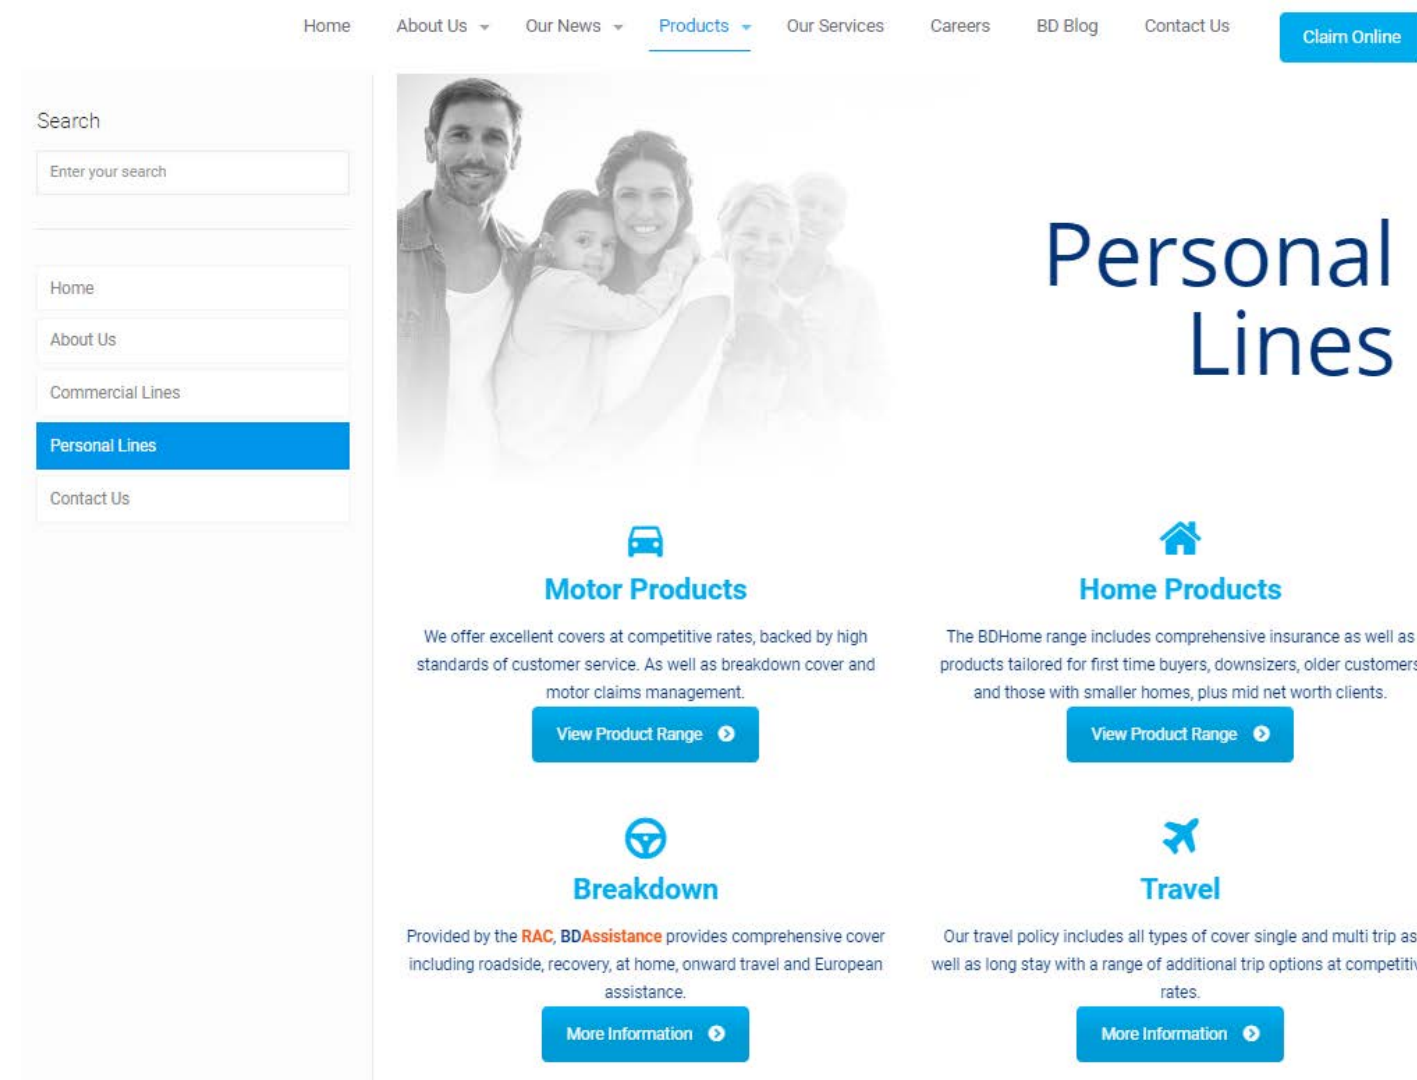 Home About Us Our News Products Our Services Careers BD Blog Contact Us Claim Online
Search
Enter your search
Home
About Us
Commercial Lines
Personal Lines
Contact Us
Personal
Lines
Motor Products
We offer excellent covers at competitive rates, backed by high
standards of customer service. As well as breakdown cover and
motor claims management.
View Product Range
Home Products
The BDHome range includes comprehensive insurance as well as
products tailored for first time buyers, downsizers, older customers
and those with smaller homes, plus mid net worth clients.
View Product Range
Breakdown
Provided by the RAC, BDAssistance provides comprehensive cover
including roadside, recovery, at home, onward travel and European
assistance.
More Information
Travel
Our travel policy includes all types of cover single and multi trip as
well as long stay with a range of additional trip options at competitiv
rates.
More Information